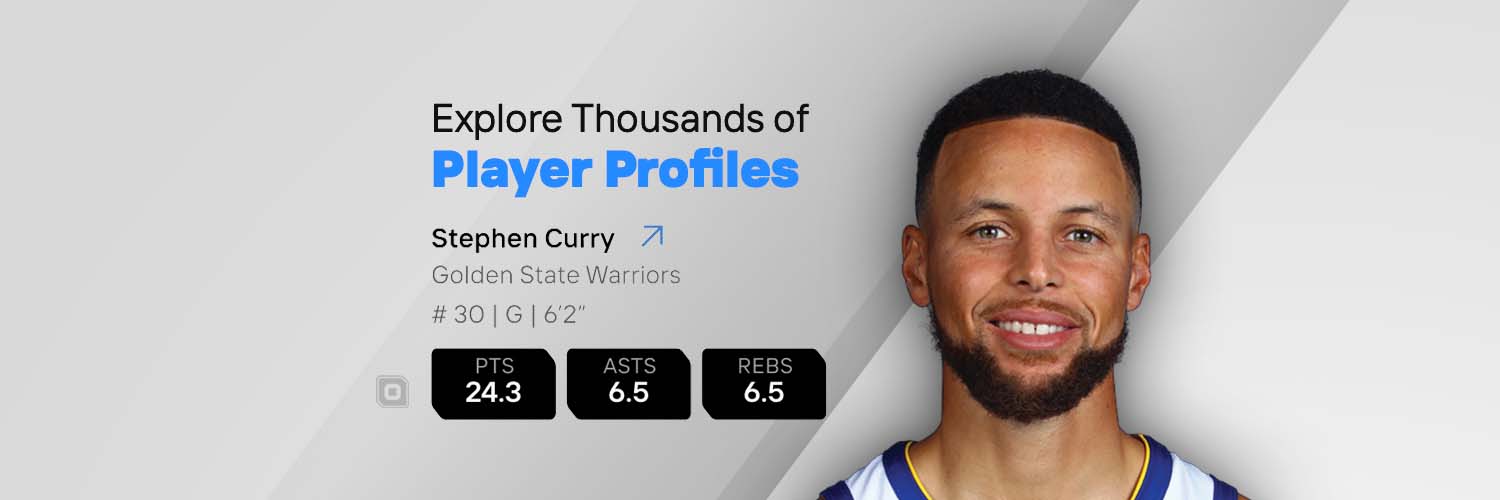 Explore Thousands of
Player Profiles
Stephen Curry
Golden State Warriors
# 30 | G | 6'2"
PTS ASTS REBS
24.3 6.5 6.5